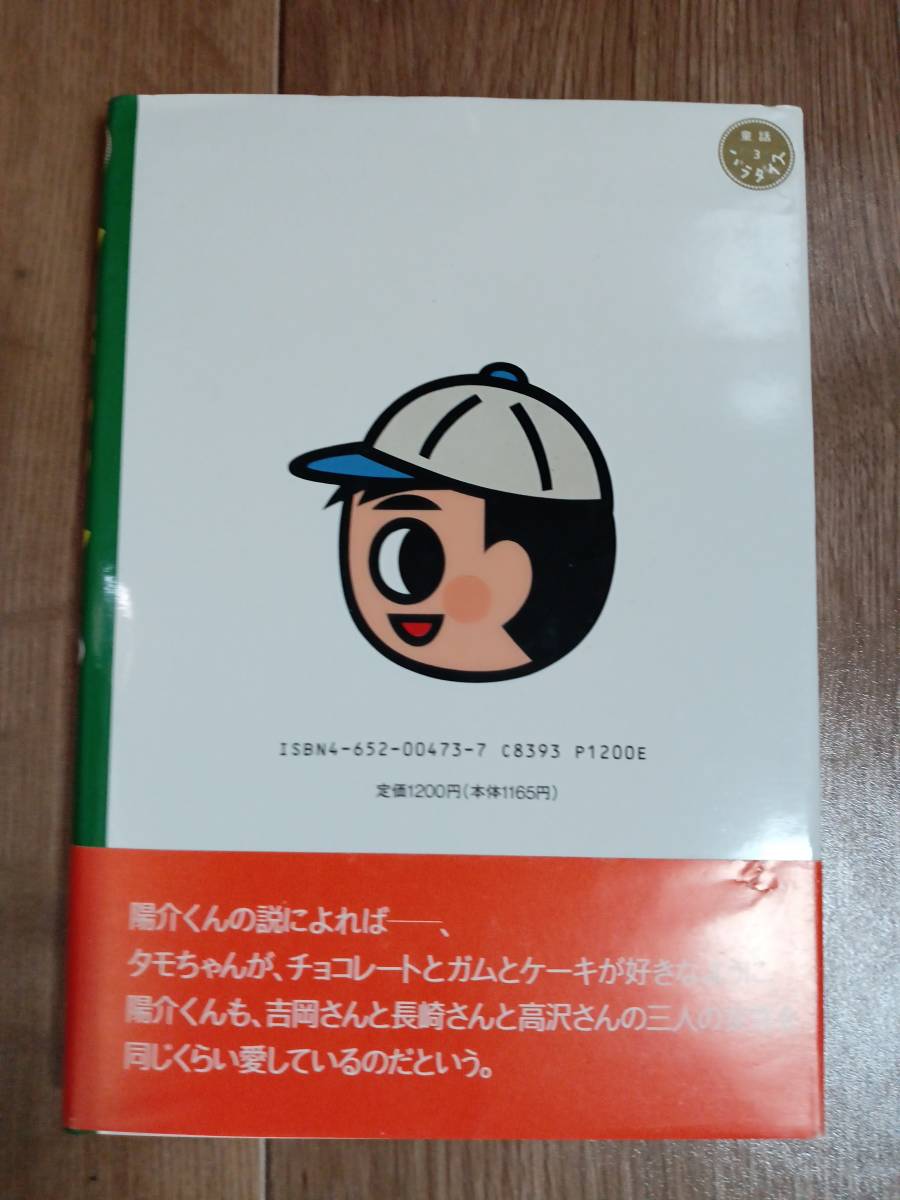 童話
3
パラダイス
ISBN4-652-00473-7 C8393 P1200E
定価1200円(本体1165円)
陽介くんの説によれば――、
タモちゃんが、チョコレートとガムとケーキが好きなように
陽介くんも、吉岡さんと長崎さんと高沢さんの三人の
同じくらい愛しているのだという。